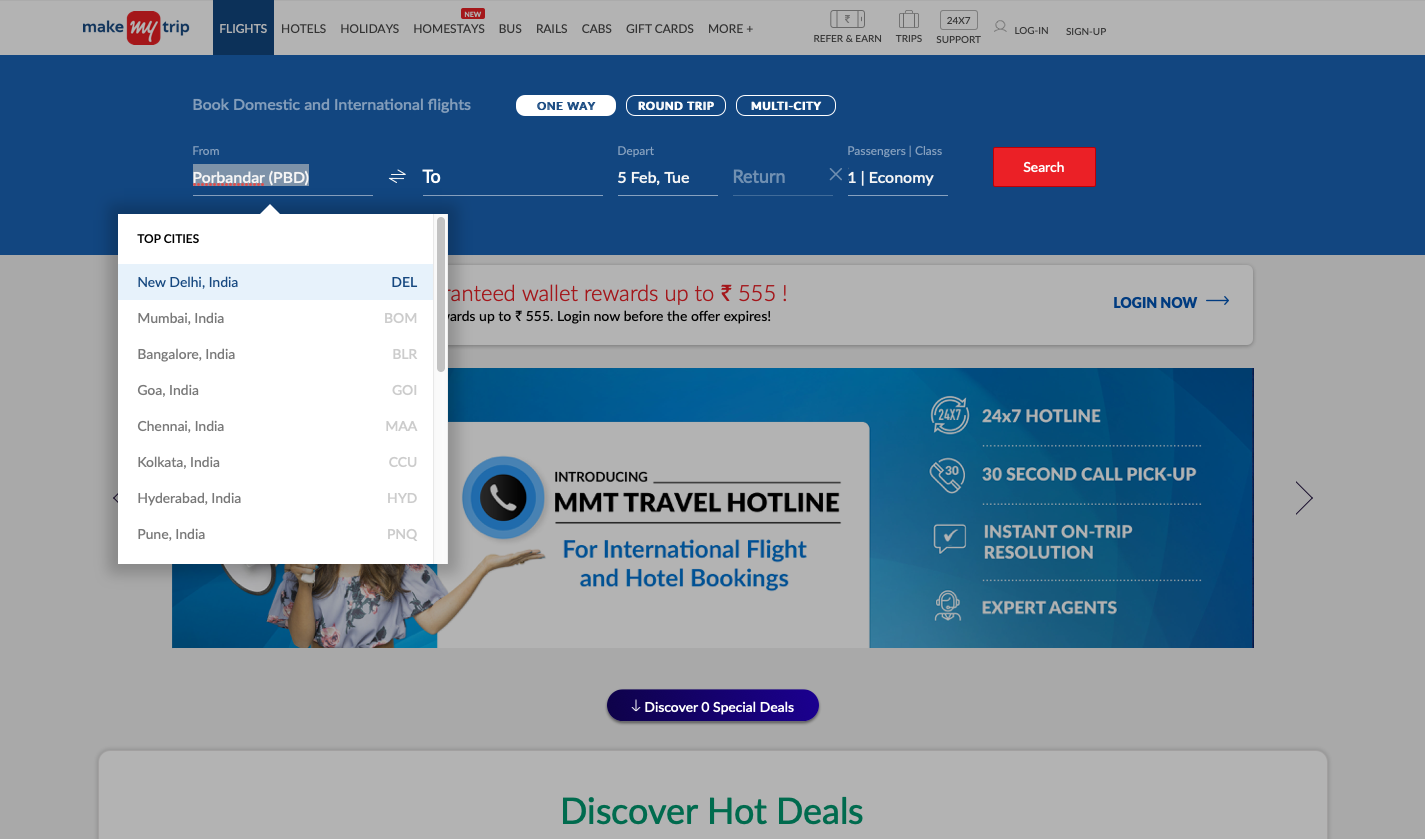 make my trip
FLIGHTS
HOTELS
HOLIDAYS
NEW
HOMESTAYS
BUS
RAILS
CABS
GIFT CARDS
MORE +
₹
REFER & EARN
TRIPS
24X7
SUPPORT
LOG-IN
SIGN-UP
Book Domestic and International flights
ONE WAY
ROUND TRIP
MULTI-CITY
From
Depart
Passengers | Class
Porbandar (PBD)
To
5 Feb, Tue
Return
1 | Economy
Search
TOP CITIES
New Delhi, India DEL
Mumbai, India BOM
Bangalore, India BLR
Goa, India GOI
Chennai, India MAA
Kolkata, India CCU
Hyderabad, India HYD
Pune, India PNQ
ranteed wallet rewards up to ₹ 555 !
ards up to ₹ 555. Login now before the offer expires!
LOGIN NOW
INTRODUCING
MMT TRAVEL HOTLINE
For International Flight
and Hotel Bookings
24X7
24x7 HOTLINE
30
30 SECOND CALL PICK-UP
INSTANT ON-TRIP
RESOLUTION
EXPERT AGENTS
Discover 0 Special Deals
Discover Hot Deals